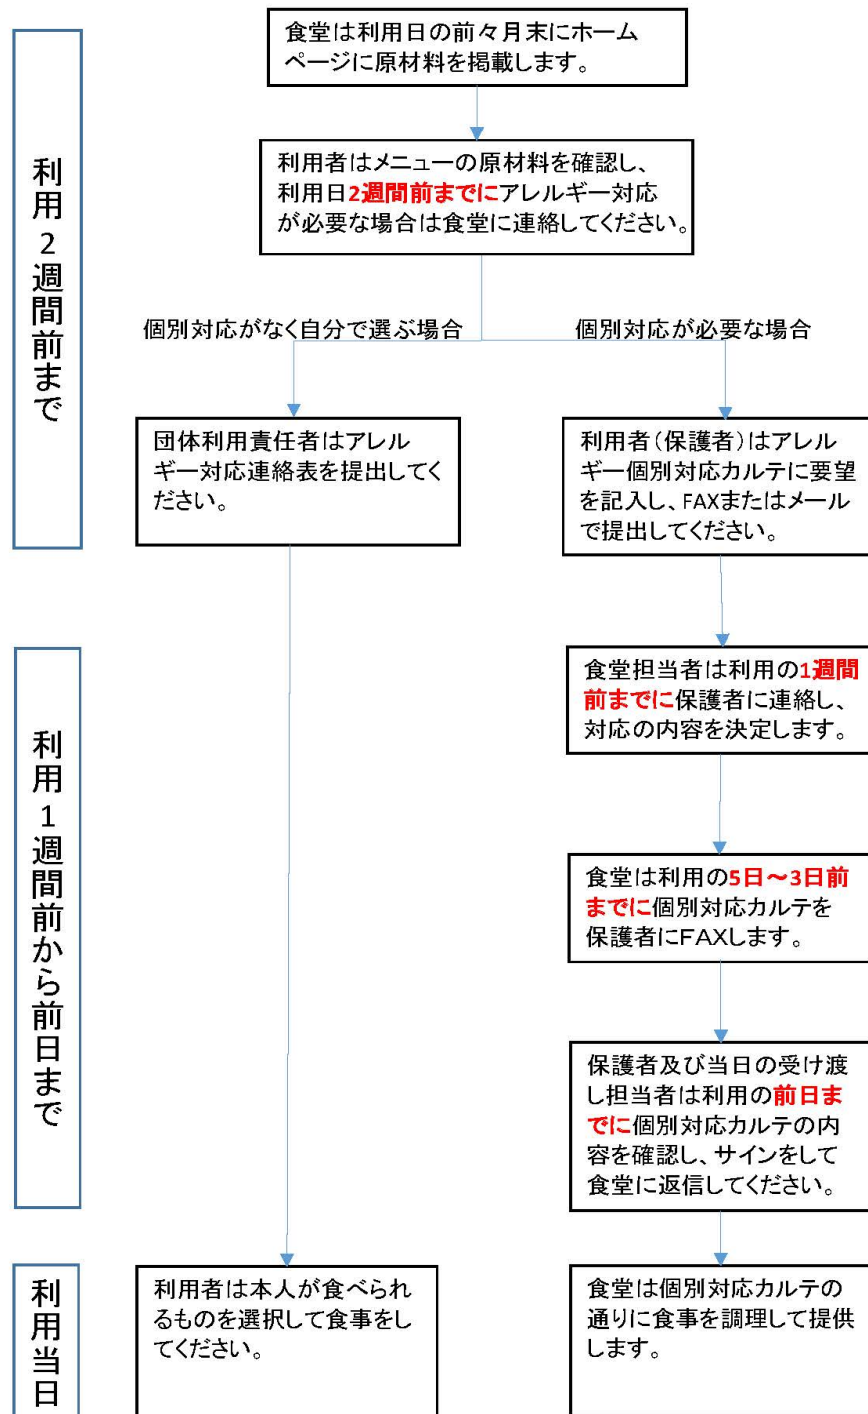 食堂は利用日の前々月末にホーム
ページに原材料を掲載します。
利用2週間前まで
利用者はメニューの原材料を確認し、
利用日2週間前までにアレルギー対応
が必要な場合は食堂に連絡してください。
個別対応がなく自分で選ぶ場合
個別対応が必要な場合
団体利用責任者はアレル
ギー対応連絡表を提出してく
ださい。
利用者(保護者)はアレル
ギー個別対応カルテに要望
を記入し、FAXまたはメール
で提出してください。
利用1週間前から前日まで
食堂担当者は利用の1週間
前までに保護者に連絡し、
対応の内容を決定します。
食堂は利用の5日~3日前
までに個別対応カルテを
保護者にFAXします。
保護者及び当日の受け渡
し担当者は利用の前日ま
でに個別対応カルテの内
容を確認し、サインをして
食堂に返信してください。
利用当日
利用者は本人が食べられ
るものを選択して食事をし
てください。
食堂は個別対応カルテの
通りに食事を調理して提供
します。